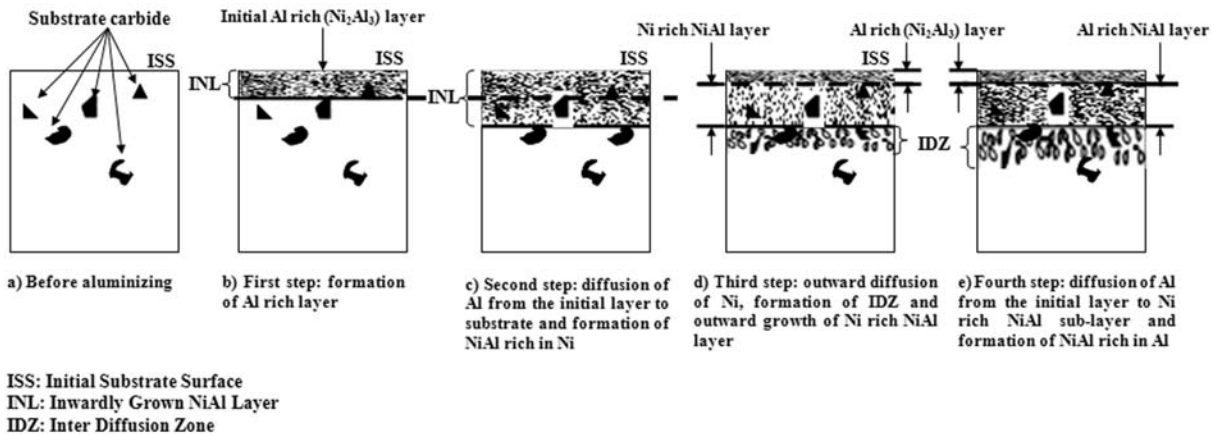 Substrate carbide
ISS
Initial Al rich (Ni₂Al₃) layer
ISS
INL
INL
Ni rich NiAl layer
Al rich (Ni₂Al₃) layer
Al rich NiAl layer
ISS
IDZ
a) Before aluminizing
b) First step: formation
of Al rich layer
c) Second step: diffusion of
Al from the initial layer to
substrate and formation of
NiAl rich in Ni
d) Third step: outward diffusion
of Ni, formation of IDZ and
outward growth of Ni rich NiAl
layer
e) Fourth step: diffusion of Al
from the initial layer to Ni
rich NiAl sub-layer and
formation of NiAl rich in Al
ISS: Initial Substrate Surface
INL: Inwardly Grown NiAl Layer
IDZ: Inter Diffusion Zone